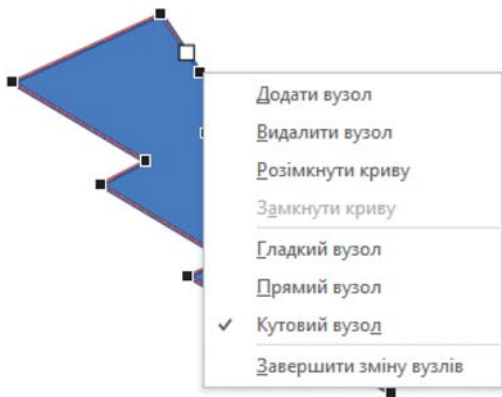 Додати вузол
Видалити вузол
Розімкнути криву
Замкнути криву
Гладкий вузол
Прямий вузол
Кутовий вузол
Завершити зміну вузлів